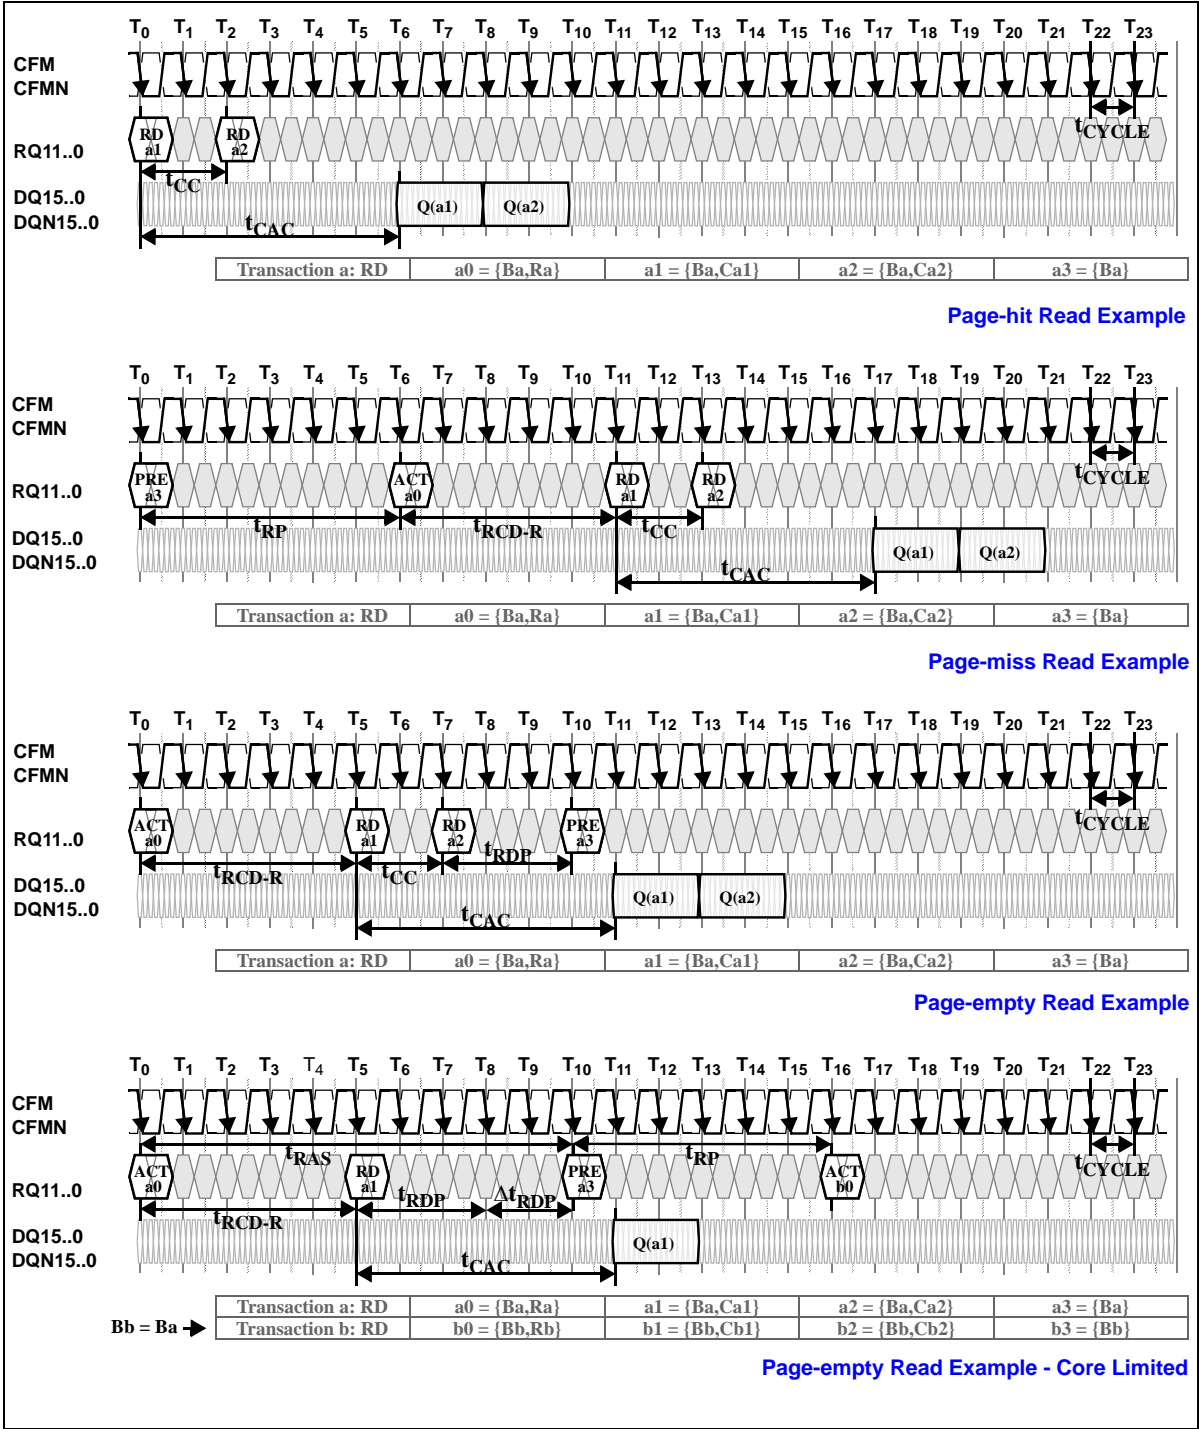 T0 T1 T2 T3 T4 T5 T6 T7 T8 T9 T10 T11 T12 T13 T14 T15 T16 T17 T18 T19 T20 T21 T22 T23
CFM
CFMN
RQ11..0
RD a1
RD a2
tCYCLE
tCC
DQ15..0
DQN15..0
Q(a1) Q(a2)
tCAC
Transaction a: RD a0 = {Ba,Ra} a1 = {Ba,Ca1} a2 = {Ba,Ca2} a3 = {Ba}
Page-hit Read Example
T0 T1 T2 T3 T4 T5 T6 T7 T8 T9 T10 T11 T12 T13 T14 T15 T16 T17 T18 T19 T20 T21 T22 T23
CFM
CFMN
RQ11..0
PRE a3
ACT a0
RD a1
RD a2
tCYCLE
tRP tRCD-R tCC
DQ15..0
DQN15..0
Q(a1) Q(a2)
tCAC
Transaction a: RD a0 = {Ba,Ra} a1 = {Ba,Ca1} a2 = {Ba,Ca2} a3 = {Ba}
Page-miss Read Example
T0 T1 T2 T3 T4 T5 T6 T7 T8 T9 T10 T11 T12 T13 T14 T15 T16 T17 T18 T19 T20 T21 T22 T23
CFM
CFMN
RQ11..0
ACT a0
RD a1
RD a2
PRE a3
tCYCLE
tRCD-R tCC tRDP
DQ15..0
DQN15..0
Q(a1) Q(a2)
tCAC
Transaction a: RD a0 = {Ba,Ra} a1 = {Ba,Ca1} a2 = {Ba,Ca2} a3 = {Ba}
Page-empty Read Example
T0 T1 T2 T3 T4 T5 T6 T7 T8 T9 T10 T11 T12 T13 T14 T15 T16 T17 T18 T19 T20 T21 T22 T23
CFM
CFMN
tRAS tRP
RQ11..0
ACT a0
RD a1
PRE a3
ACT b0
tCYCLE
tRCD-R tRDP ΔtRDP
DQ15..0
DQN15..0
Q(a1)
tCAC
Transaction a: RD a0 = {Ba,Ra} a1 = {Ba,Ca1} a2 = {Ba,Ca2} a3 = {Ba}
Bb = Ba Transaction b: RD b0 = {Bb,Rb} b1 = {Bb,Cb1} b2 = {Bb,Cb2} b3 = {Bb}
Page-empty Read Example - Core Limited